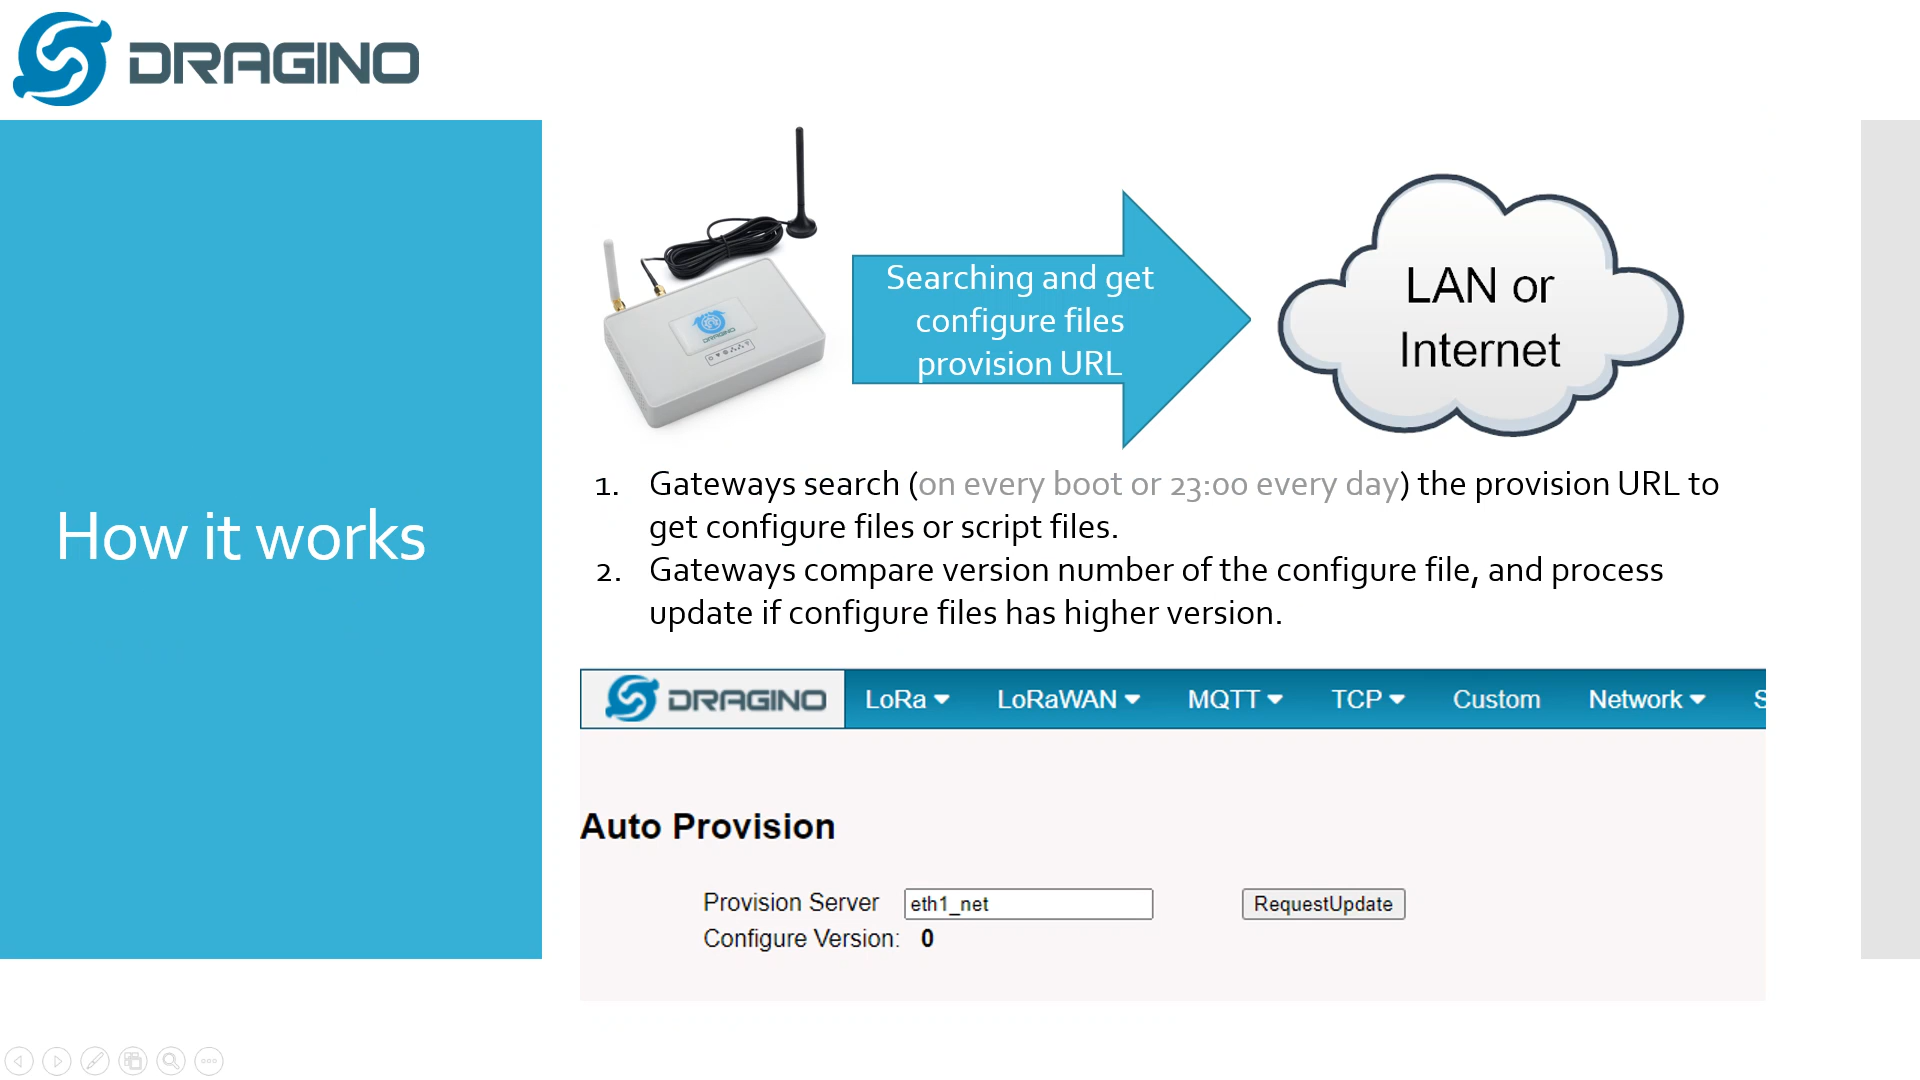 DRAGINO
How it works
DRAGINO
Searching and get
configure files
provision URL
LAN or
Internet
1. Gateways search (on every boot or 23:00 every day) the provision URL to
get configure files or script files.
2. Gateways compare version number of the configure file, and process
update if configure files has higher version.
DRAGINO LoRa LoRaWAN MQTT TCP Custom Network S
Auto Provision
Provision Server eth1_net RequestUpdate
Configure Version: 0